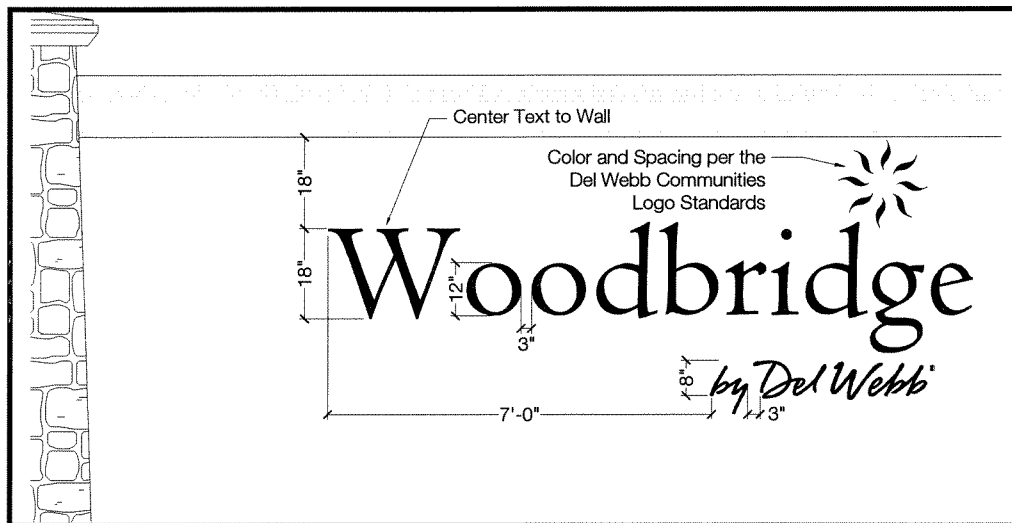 Center Text to Wall
Color and Spacing per the
Del Webb Communities
Logo Standards
18"
Woodbridge
18"
12"
3"
by Del Webb®
8"
7'-0"
3"